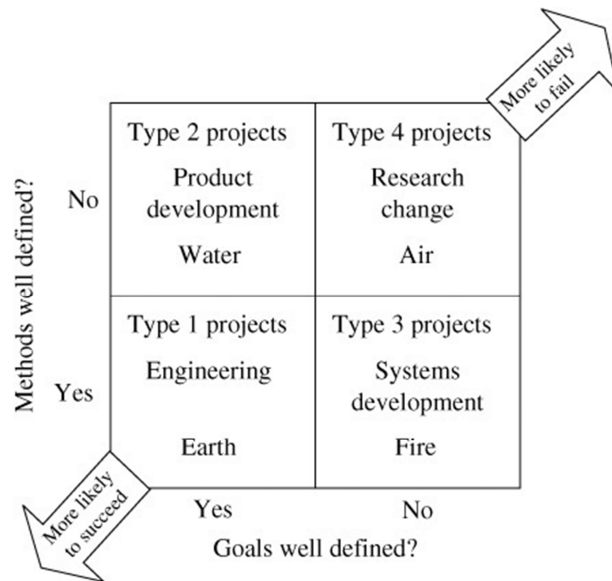 More likely
to fail
Type 2 projects
Product
development
Water
Type 4 projects
Research
change
Air
Methods well defined?
No
Yes
Type 1 projects
Engineering
Earth
Type 3 projects
Systems
development
Fire
More likely
to succeed
Yes
No
Goals well defined?